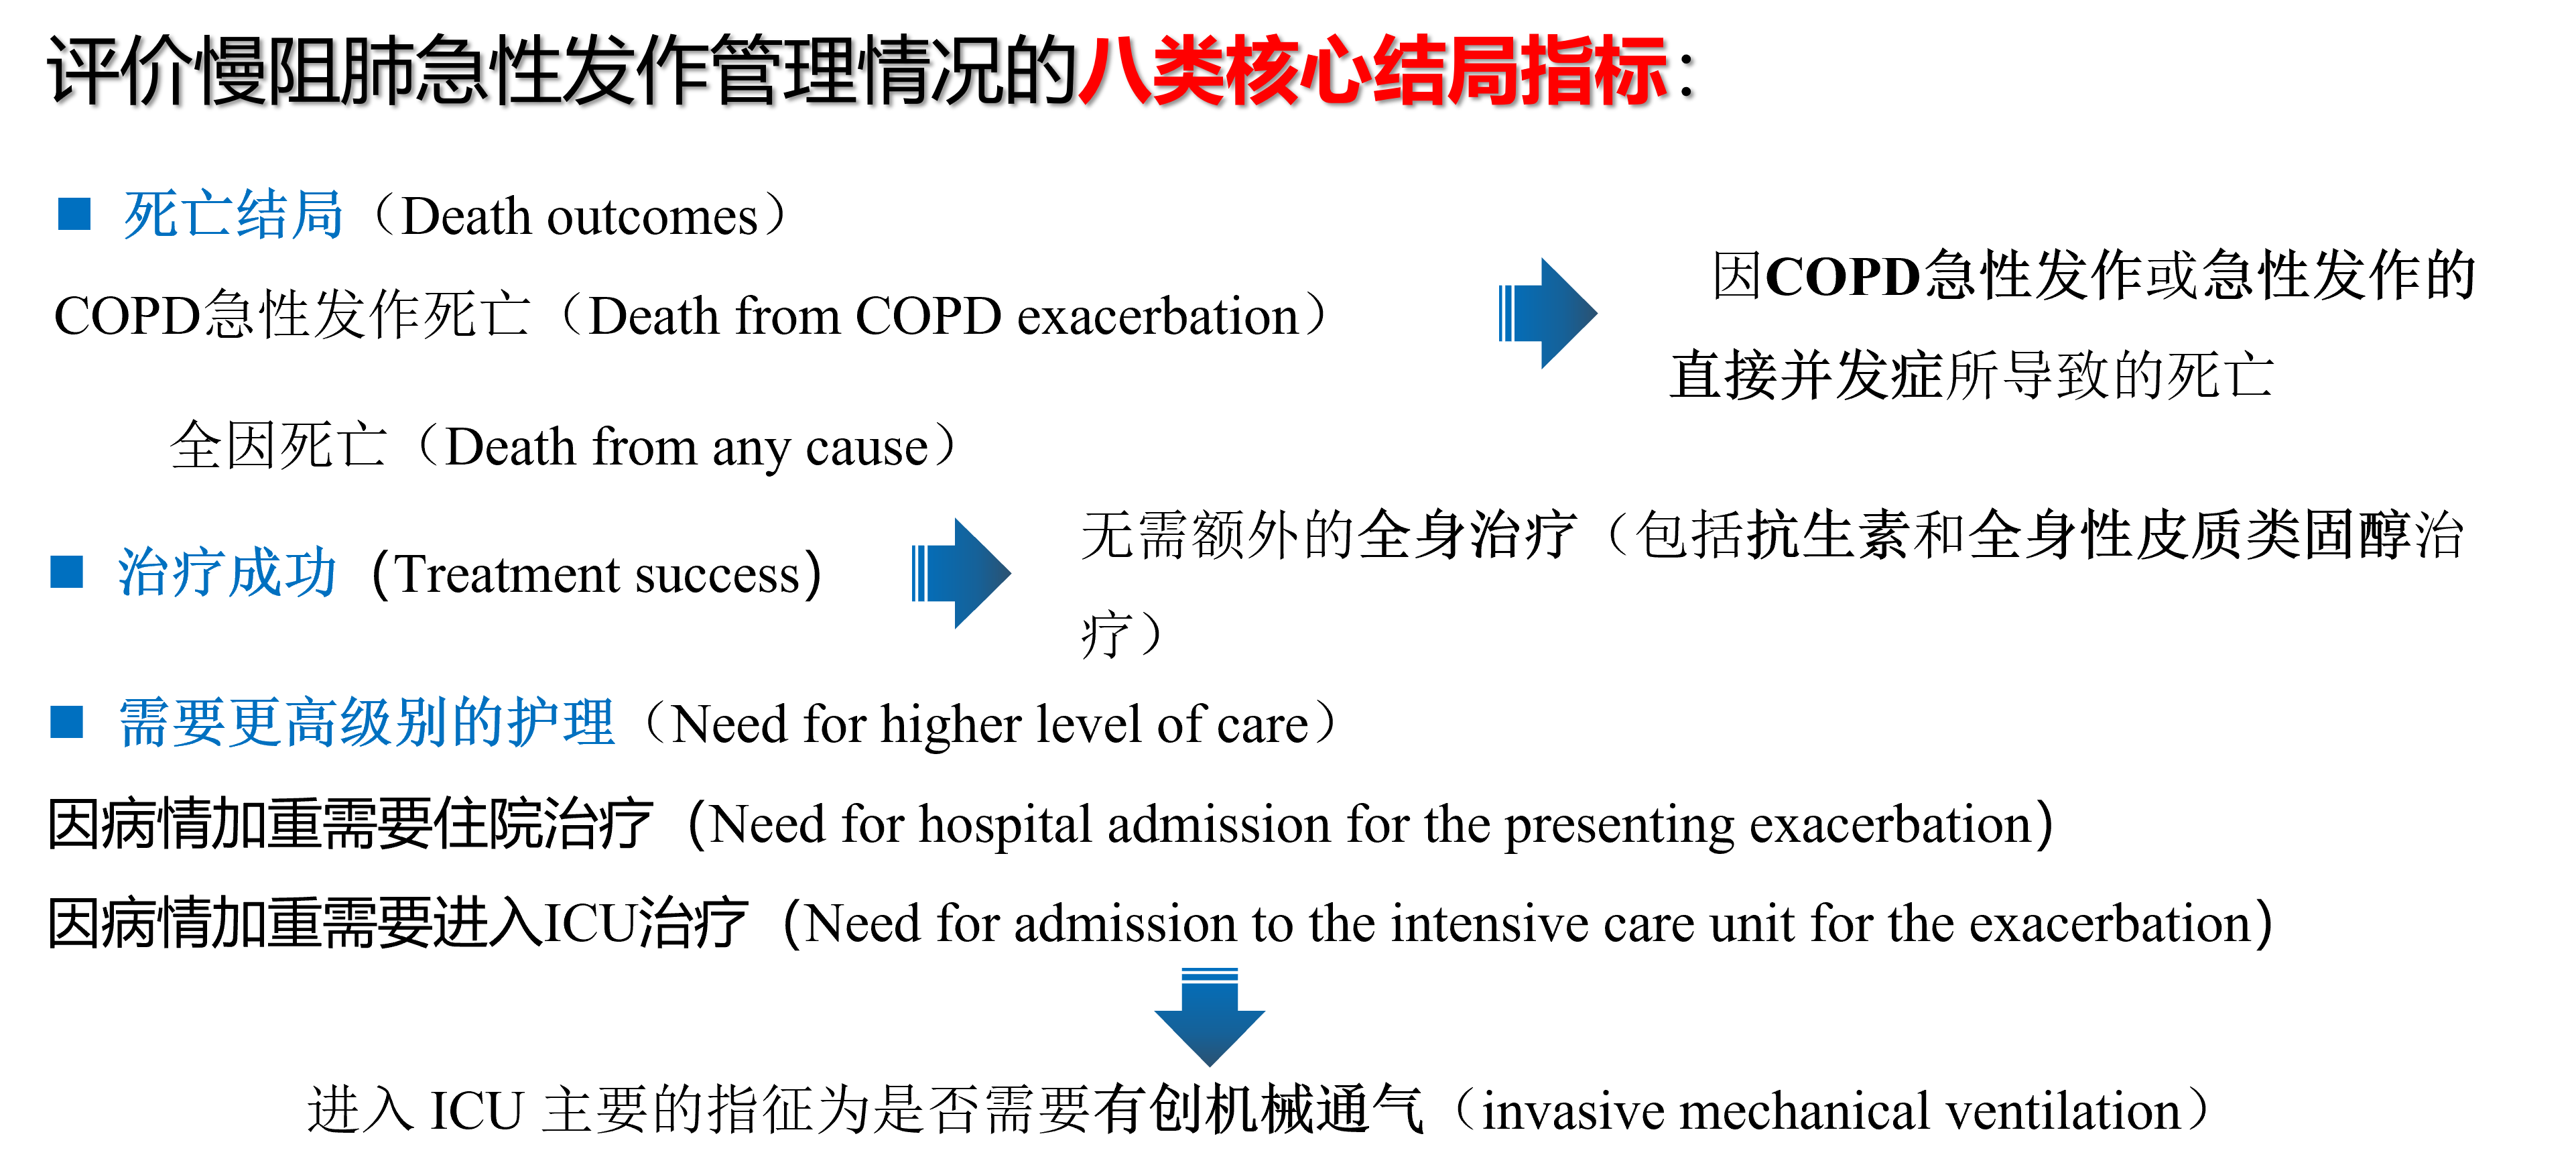 评价慢阻肺急性发作管理情况的八类核心结局指标：
■ 死亡结局（Death outcomes）
COPD急性发作死亡（Death from COPD exacerbation）
因COPD急性发作或急性发作的
直接并发症所导致的死亡
全因死亡（Death from any cause）
■ 治疗成功（Treatment success）
无需额外的全身治疗（包括抗生素和全身性皮质类固醇治
疗）
■ 需要更高级别的护理（Need for higher level of care）
因病情加重需要住院治疗（Need for hospital admission for the presenting exacerbation）
因病情加重需要进入ICU治疗（Need for admission to the intensive care unit for the exacerbation）
进入 ICU 主要的指征为是否需要有创机械通气（invasive mechanical ventilation）